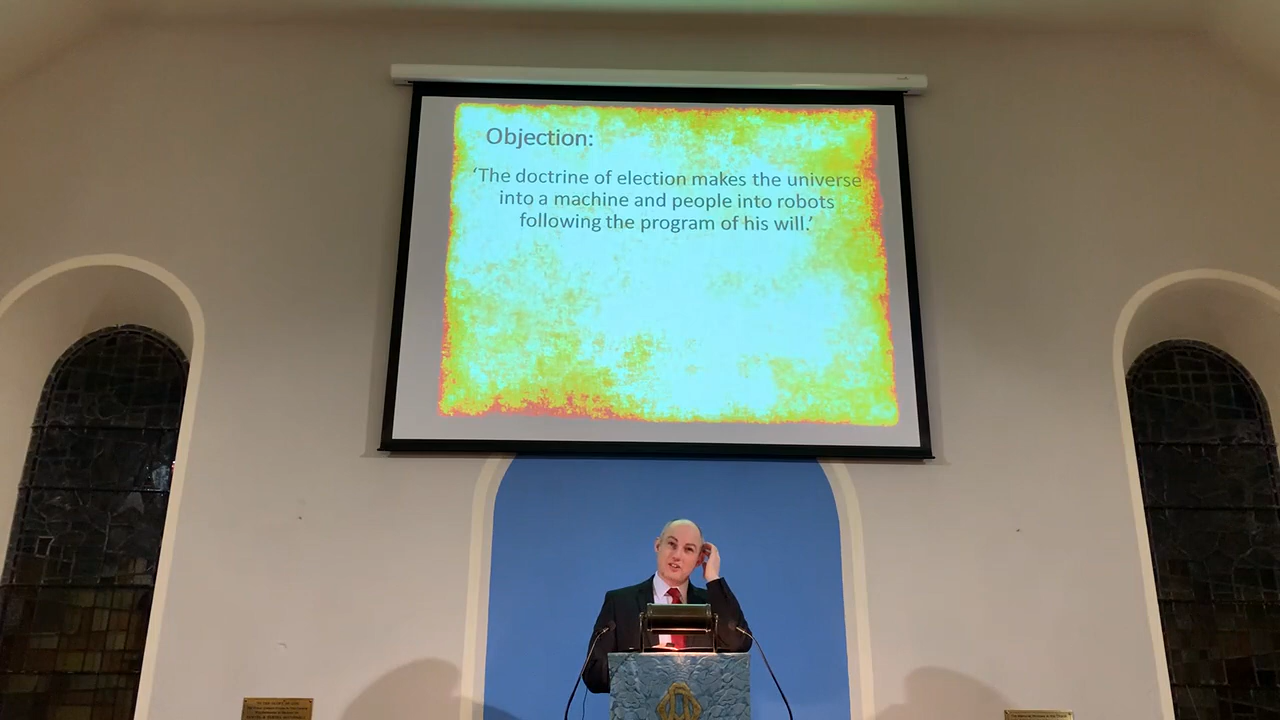 Objection:
‘The doctrine of election makes the universe
into a machine and people into robots
following the program of his will.’